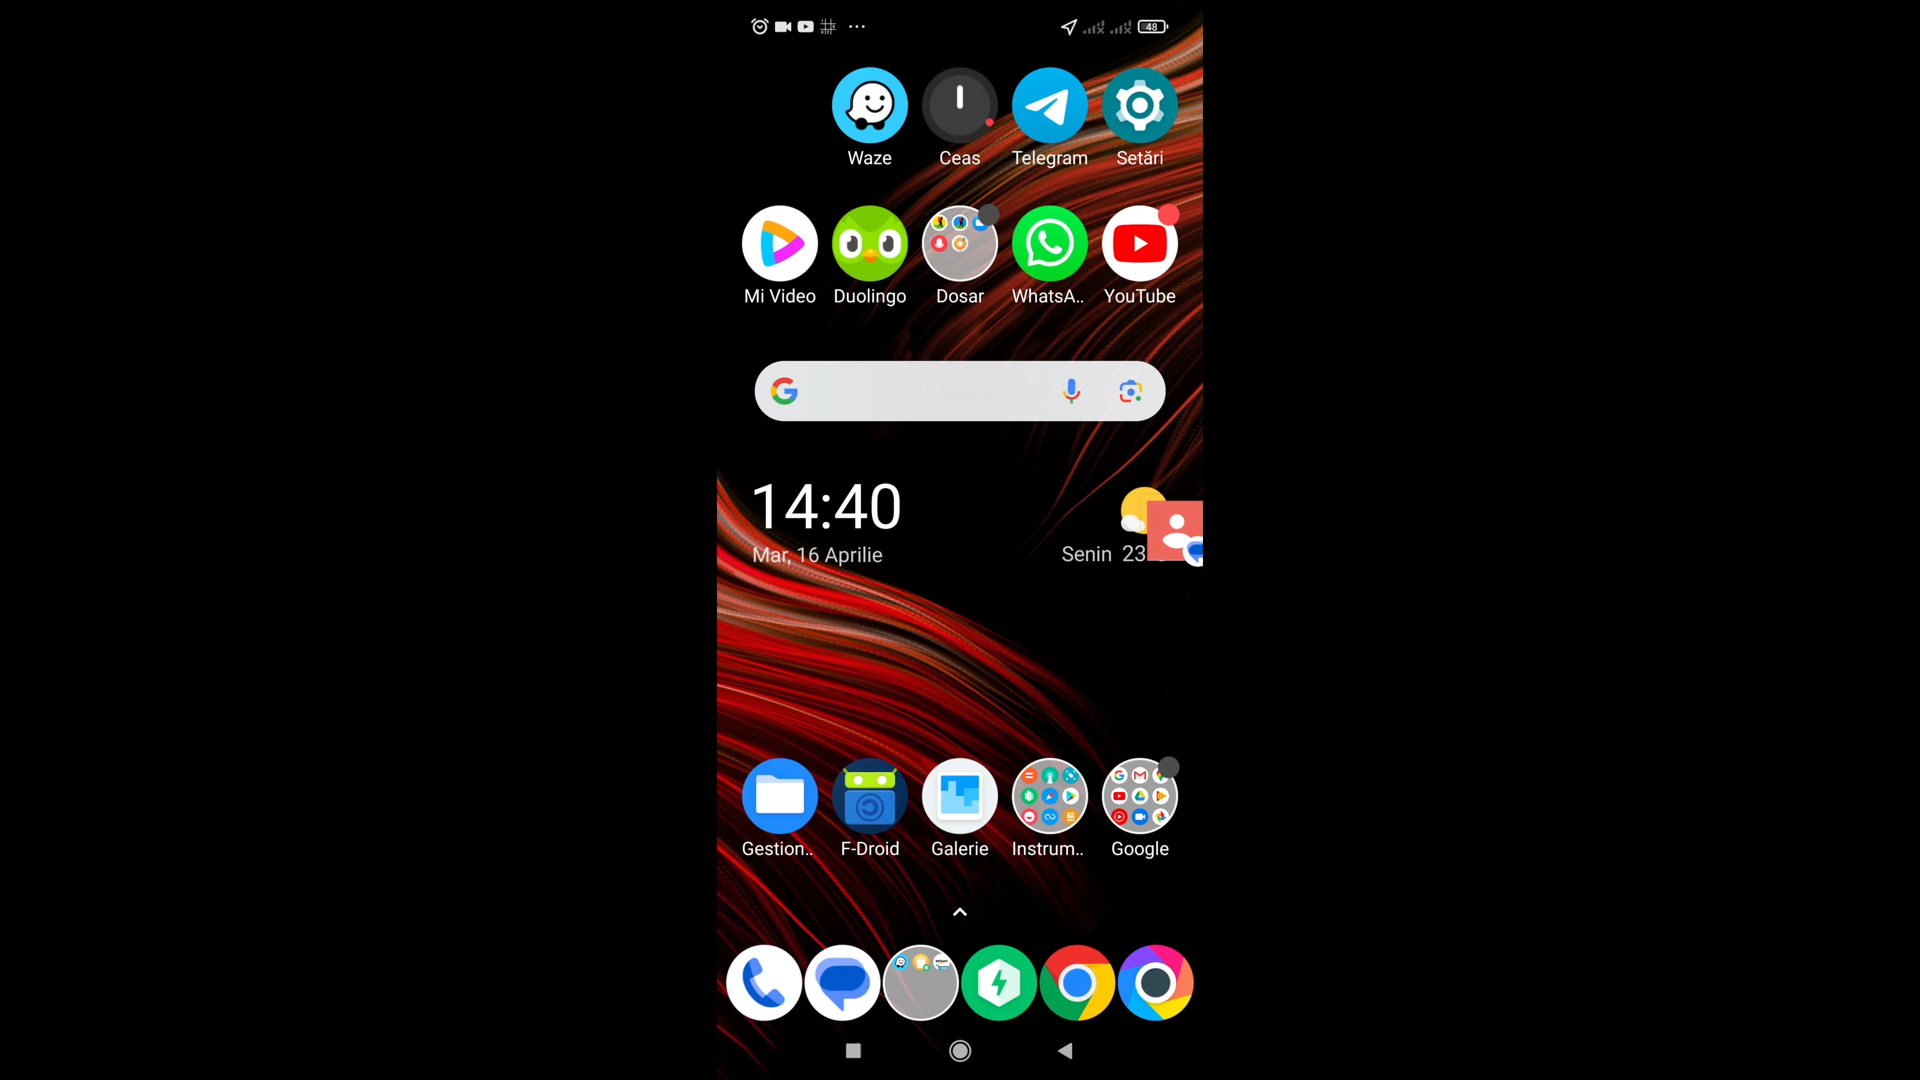 48
Waze
Ceas
Telegram
Setări
Mi Video
Duolingo
Dosar
WhatsA..
YouTube
14:40
Mar, 16 Aprilie
Senin 23
Gestion..
F-Droid
Galerie
Instrum..
Google